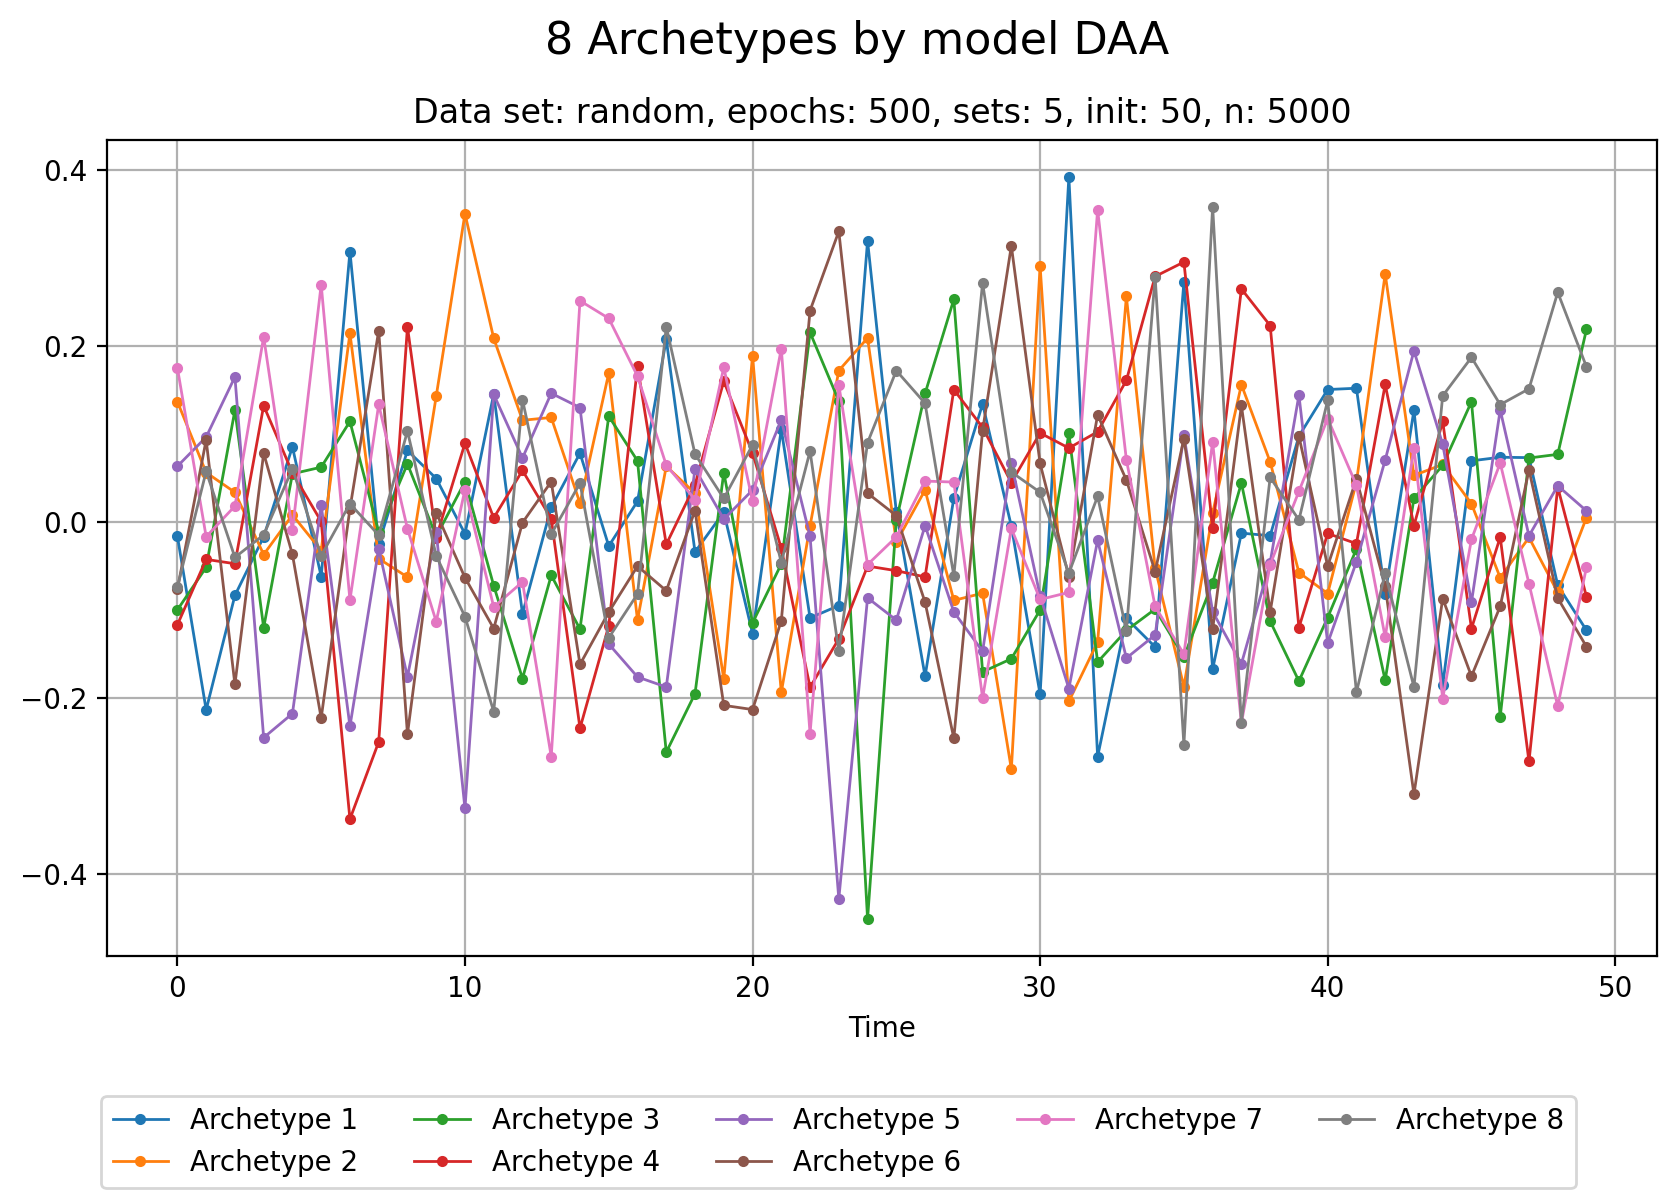 8 Archetypes by model DAA
Data set: random, epochs: 500, sets: 5, init: 50, n: 5000
0.4
0.2
0.0
−0.2
−0.4
0 10 20 30 40 50
Time
Archetype 1 Archetype 3 Archetype 5 Archetype 7 Archetype 8
Archetype 2 Archetype 4 Archetype 6